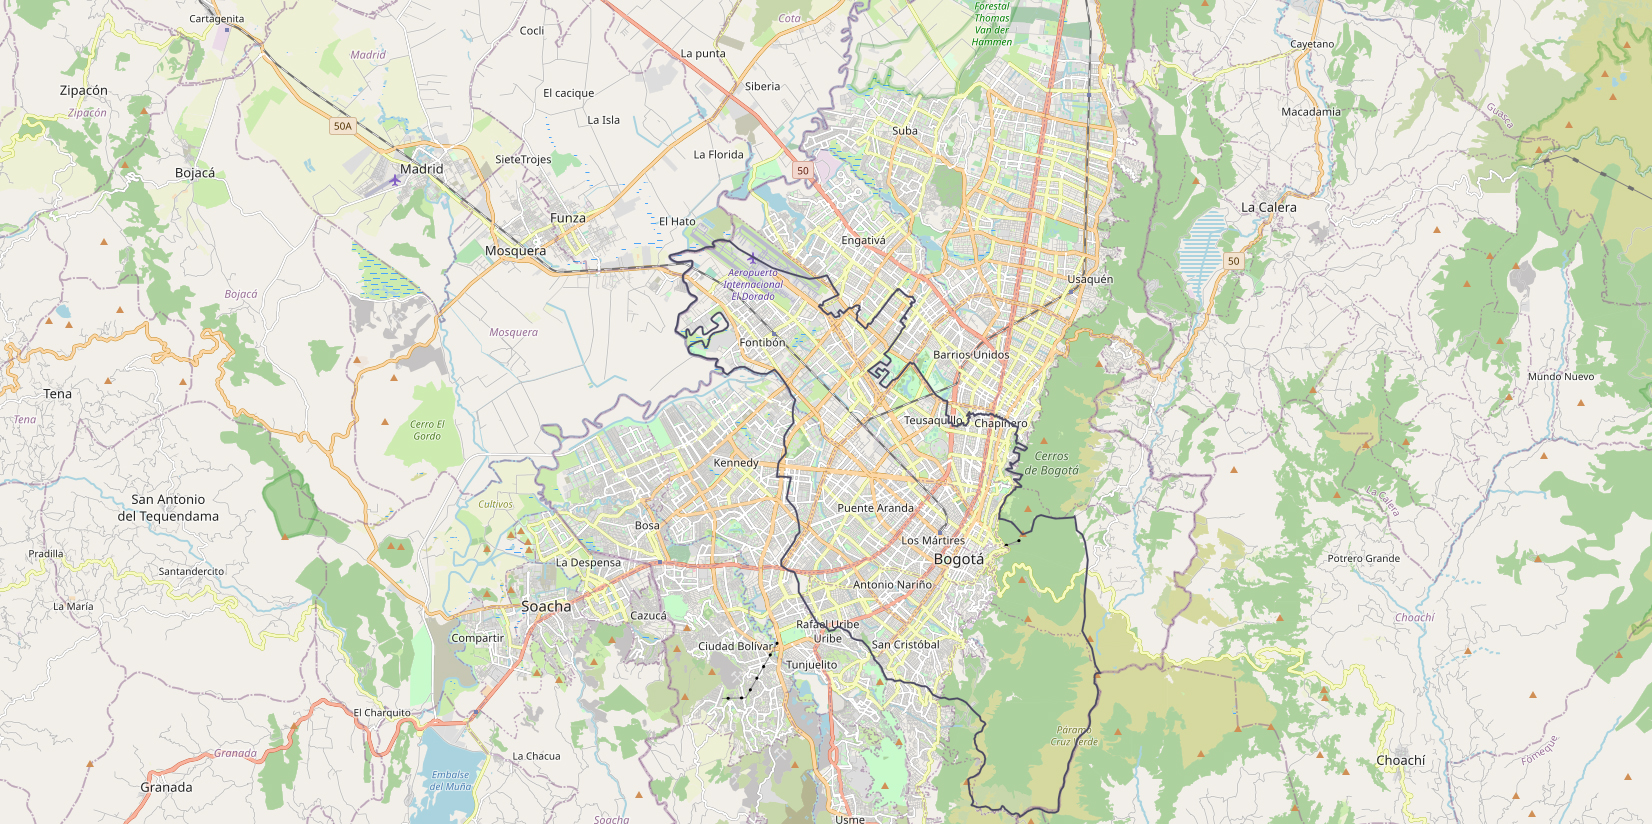 Cartagenita
Forestal
Thomas
Van der
Hammen
Cota
Cocli
Cayetano
Madrid
La punta
Siberia
Zipacón
El cacique
Zipacón
Macadamia
Guasca
La Isla
50A
Suba
SieteTrojes
La Florida
Madrid
50
Bojacá
La Calera
Funza
El Hato
Engativá
Mosquera
50
Aeropuerto
Internacional
El Dorado
Usaquén
Bojacá
Mosquera
Fontibón
Barrios Unidos
Mundo Nuevo
Tena
Tena
Cerro El
Gordo
Teusaquillo
Chapinero
Cerros
de Bogotá
Kennedy
San Antonio
del Tequendama
Cultivos
La Calera
Puente Aranda
Bosa
Los Mártires
Pradilla
Bogotá
Potrero Grande
La Despensa
Santandercito
Antonio Nariño
La María
Soacha
Cazucá
Choachí
Rafael Uribe
Uribe
Compartir
Ciudad Bolívar
San Cristóbal
Tunjuelito
El Charquito
Paramo
Cruz Verde
Granada
La Chacua
Fómeque
Choachí
Embalse
del Muña
Granada
Soacha
Usme